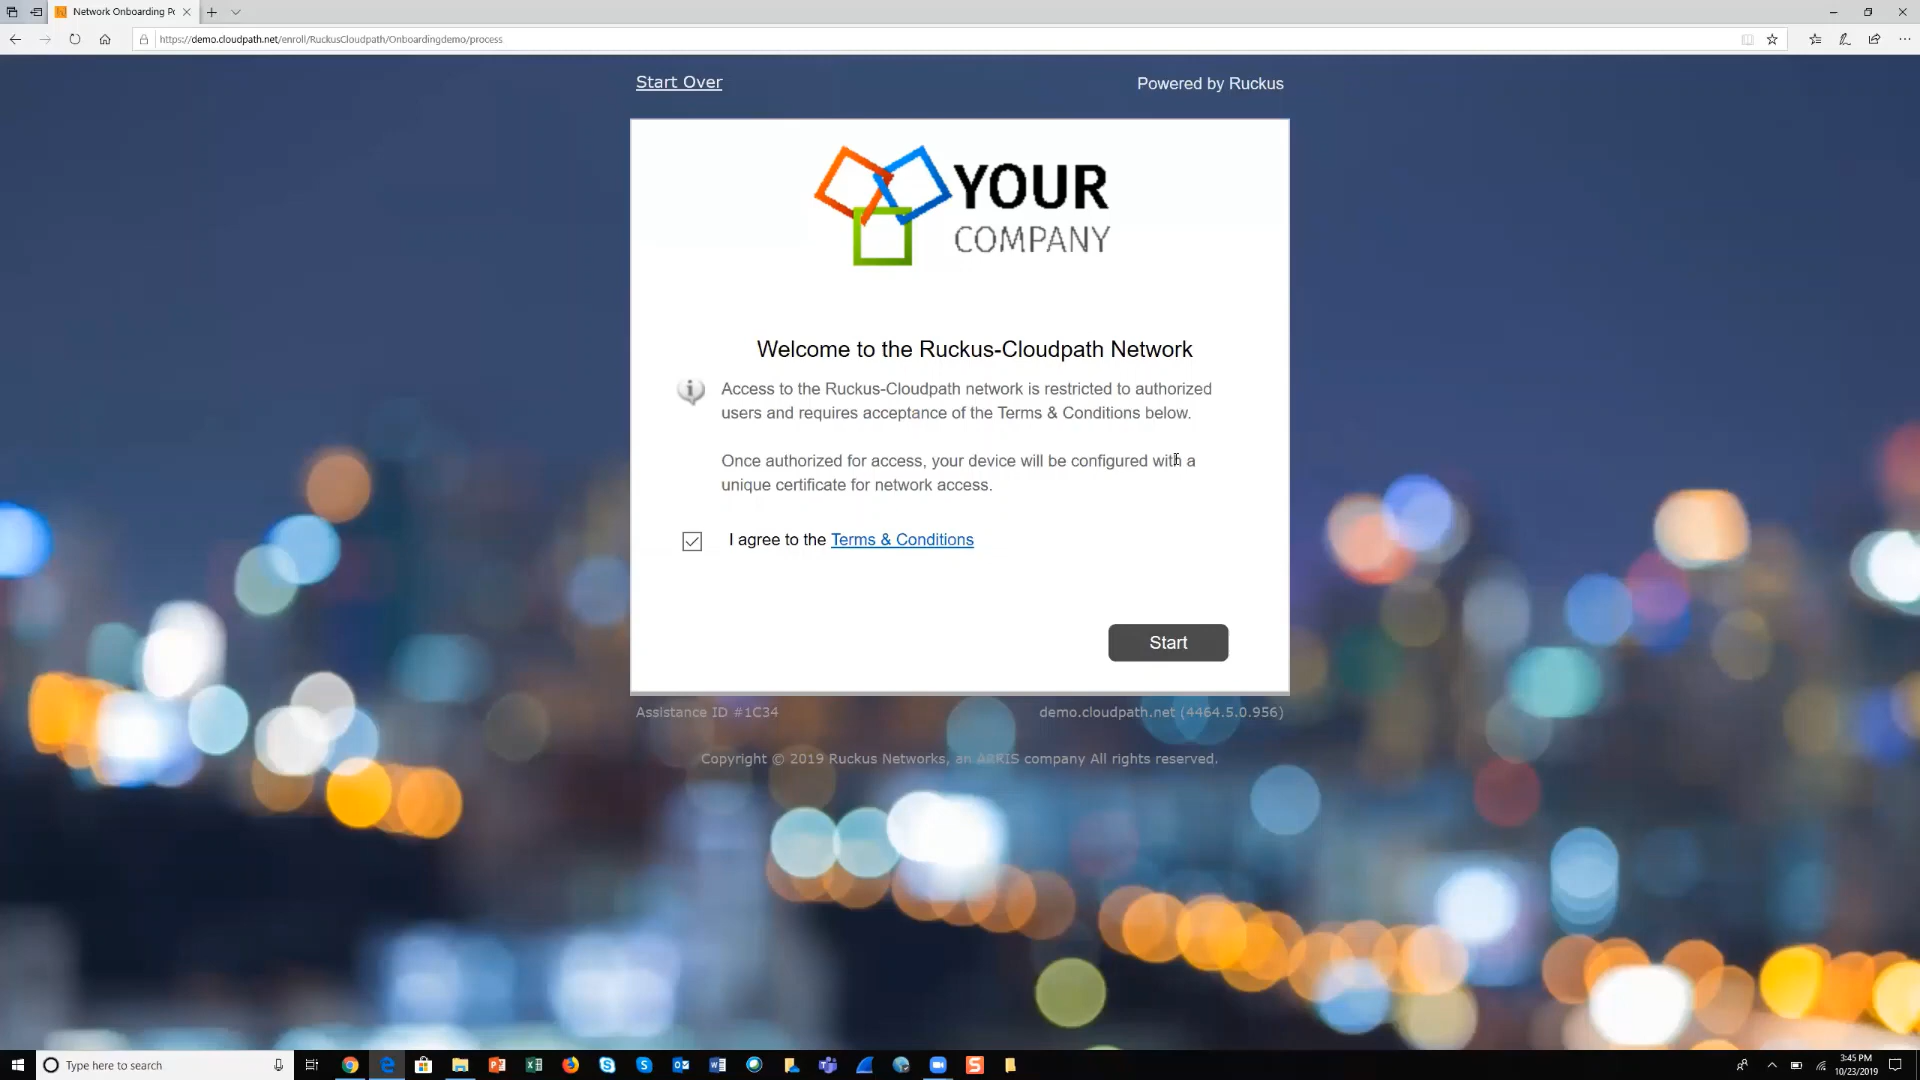 Network Onboarding Po
https://demo.cloudpath.net/enroll/RuckusCloudpath/Onboardingdemo/process
Start Over
Powered by Ruckus
YOUR
COMPANY
Welcome to the Ruckus-Cloudpath Network
Access to the Ruckus-Cloudpath network is restricted to authorized
users and requires acceptance of the Terms & Conditions below.
Once authorized for access, your device will be configured with a
unique certificate for network access.
I agree to the Terms & Conditions
Start
Assistance ID #1C34
demo.cloudpath.net (4464.5.0.956)
Copyright © 2019 Ruckus Networks, an ARRIS company All rights reserved.
Type here to search
3:45 PM
10/23/2019